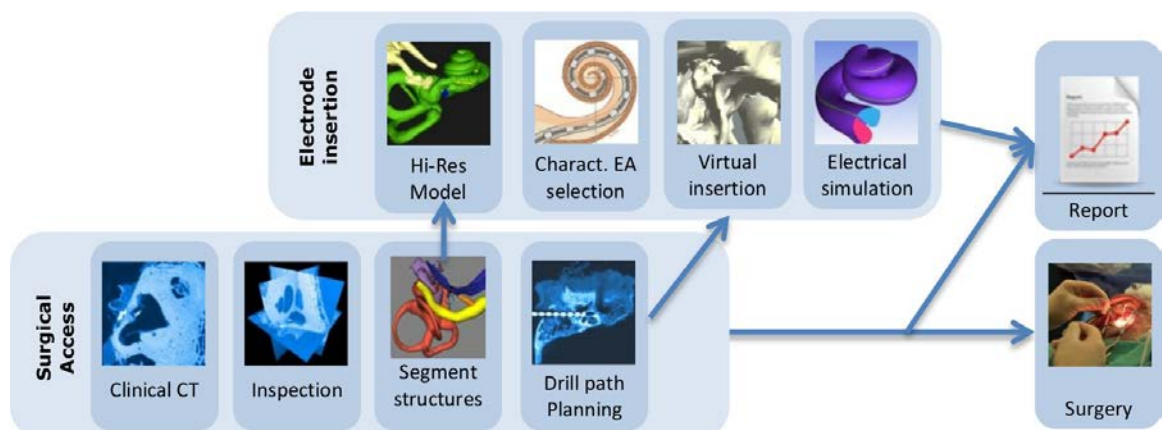 Electrode
insertion
Hi-Res
Model
Charact. EA
selection
Virtual
insertion
Electrical
simulation
Report
Surgical
Access
Clinical CT
Inspection
Segment
structures
Drill path
Planning
Surgery